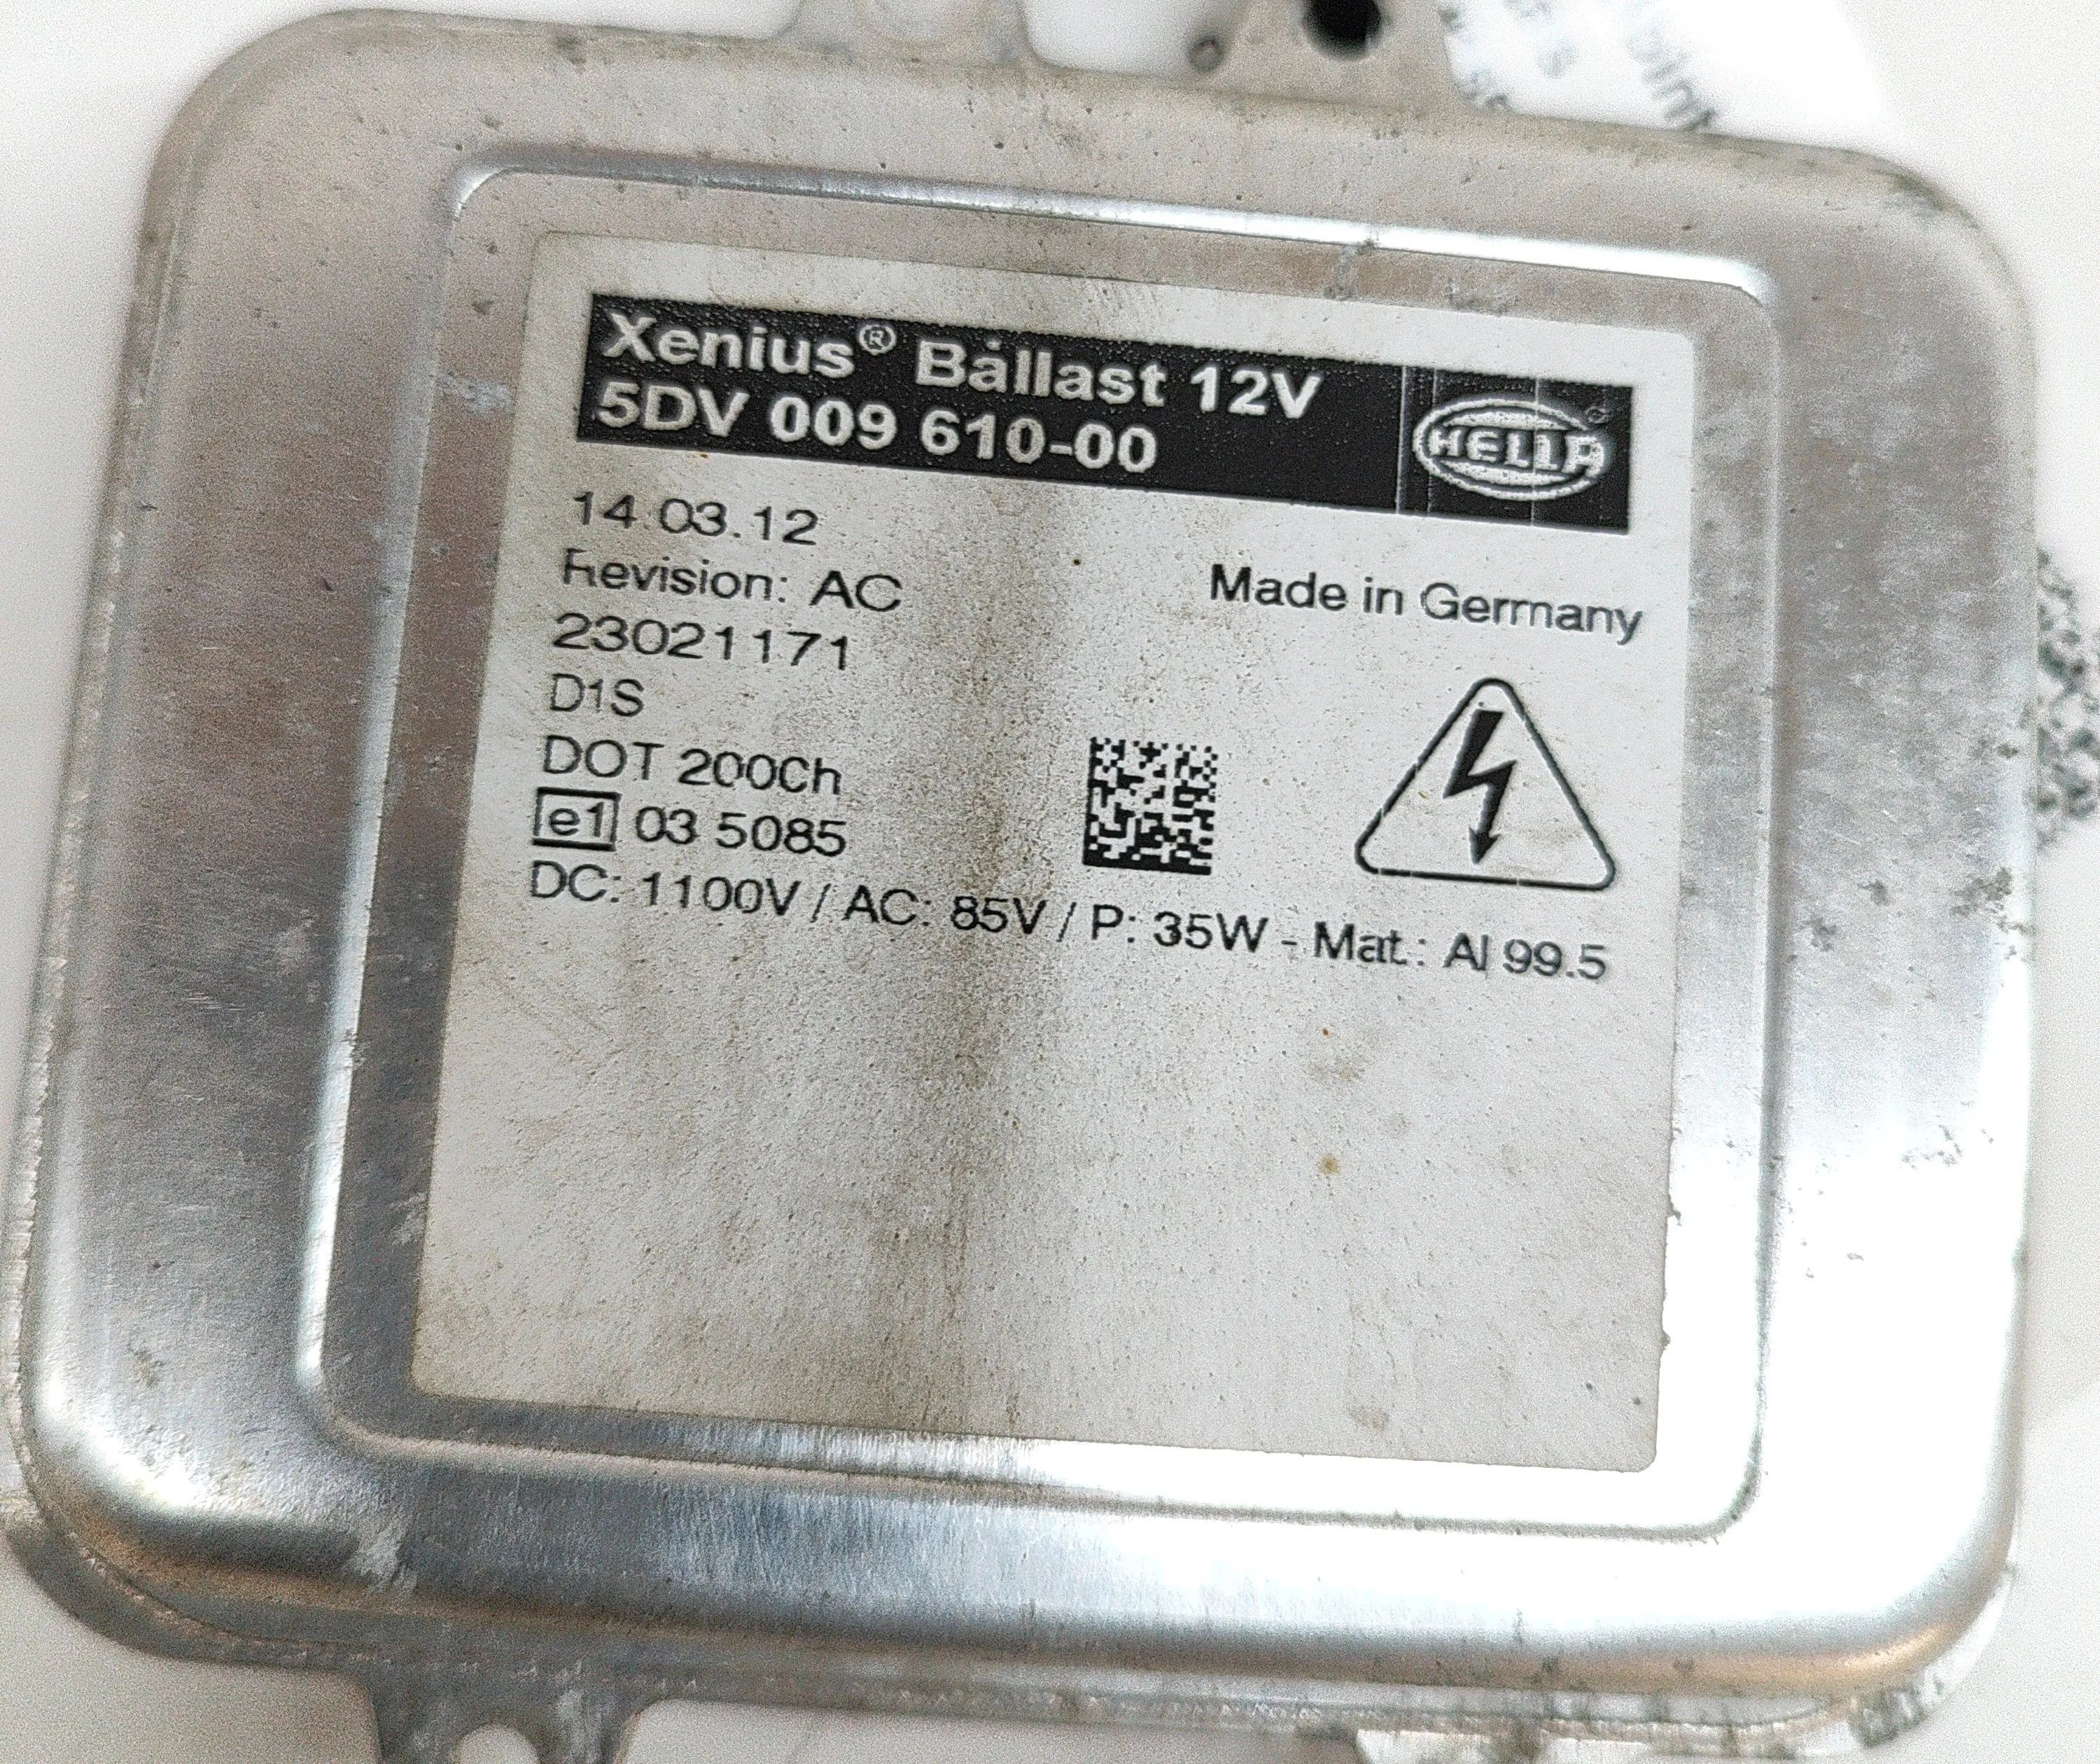 Xenius® Ballast 12V
5DV 009 610-00
HELLA
14.03.12
Revision: AC
Made in Germany
23021171
D1S
DOT 200Ch
e1 03 5085
DC: 1100V / AC: 85V / P: 35W - Mat.: Al 99.5